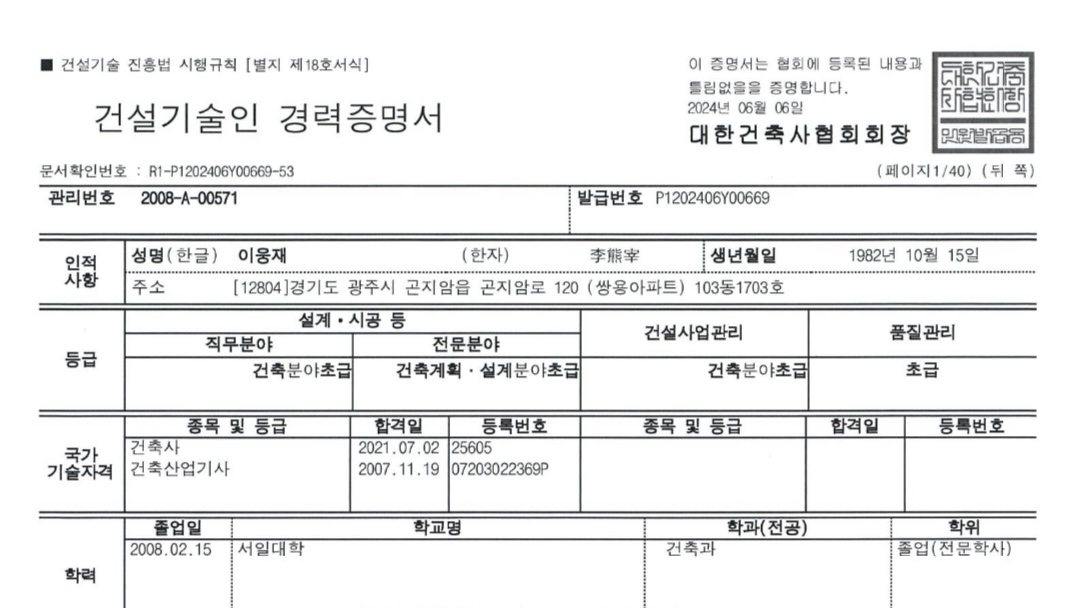 ■ 건설기술 진흥법 시행규칙 [별지 제18호서식]
이 증명서는 협회에 등록된 내용과
틀림없을을 증명합니다.
2024년 06월 06일
대한건축사협회회장
건설기술인 경력증명서
문서확인번호 : R1-P1202406Y00669-53
(페이지1/40) (뒤 쪽)
관리번호 2008-A-00571 발급번호 P1202406Y00669
인적사항 성명(한글) 이웅재 (한자) 李熊宰 생년월일 1982년 10월 15일
주소 [12804]경기도 광주시 곤지암읍 곤지암로 120 (쌍용아파트) 103동1703호
등급 설계·시공 등 건설사업관리 품질관리
직무분야 전문분야
건축분야초급 건축계획·설계분야초급 건축분야초급 초급
국가기술자격 종목 및 등급 합격일 등록번호 종목 및 등급 합격일 등록번호
건축사 2021.07.02 25605
건축산업기사 2007.11.19 07203022369P
학력 졸업일 학교명 학과(전공) 학위
2008.02.15 서일대학 건축과 졸업(전문학사)